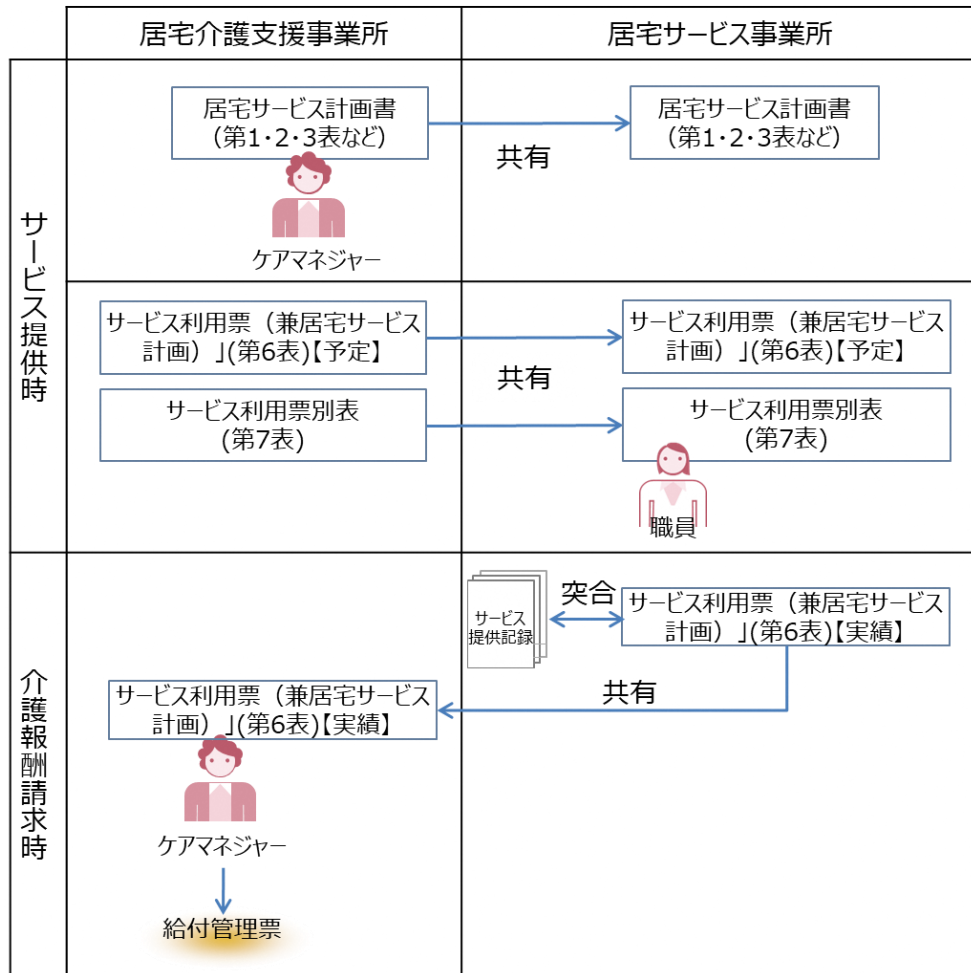 居宅介護支援事業所
居宅サービス事業所
サービス提供時
居宅サービス計画書
(第1・2・3表など)
共有
居宅サービス計画書
(第1・2・3表など)
ケアマネジャー
サービス利用票（兼居宅サービス
計画）」(第6表)【予定】
共有
サービス利用票（兼居宅サービス
計画）」(第6表)【予定】
サービス利用票別表
(第7表)
サービス利用票別表
(第7表)
職員
介護報酬請求時
サービス
提供記録
突合
サービス利用票（兼居宅サービス
計画）」(第6表)【実績】
共有
サービス利用票（兼居宅サービス
計画）」(第6表)【実績】
ケアマネジャー
給付管理票